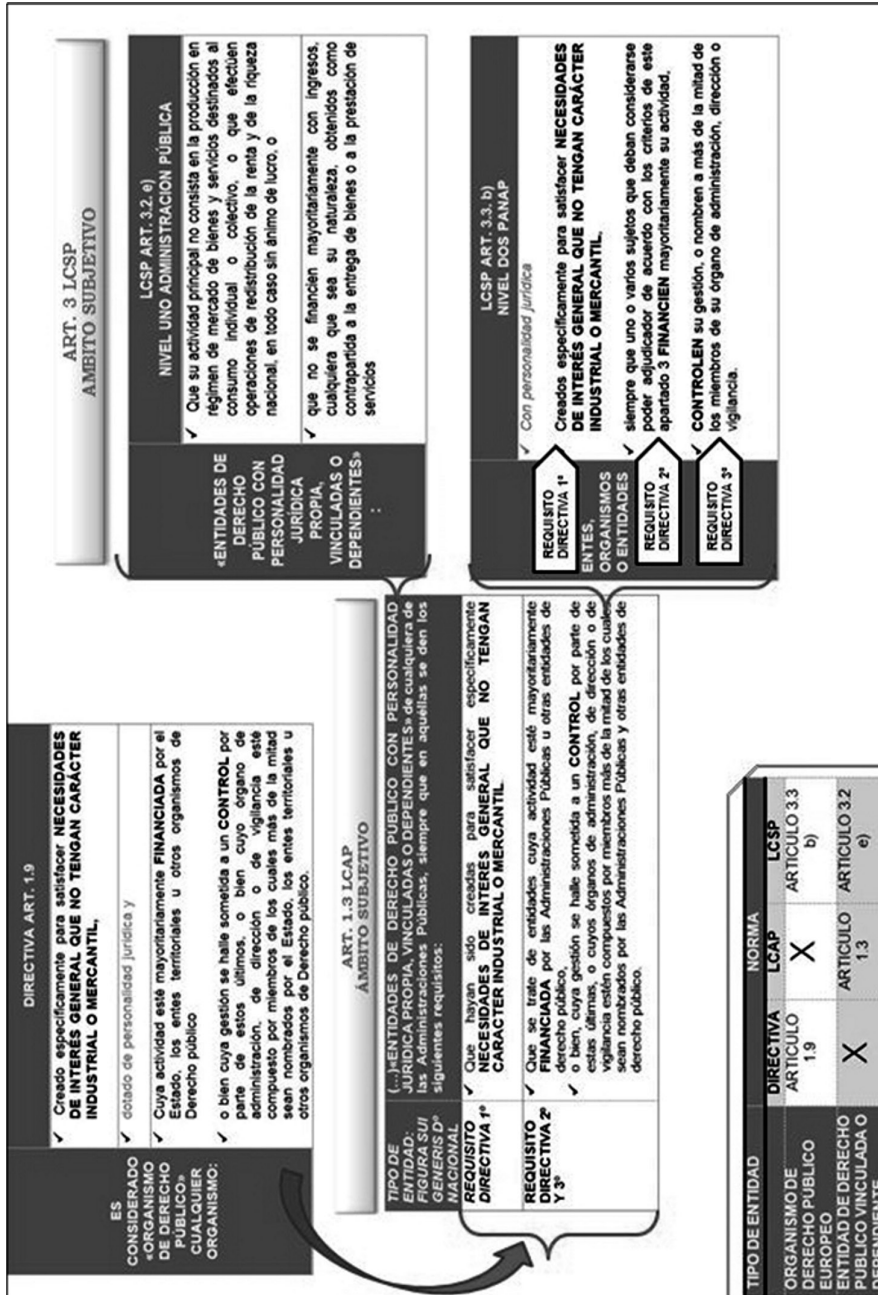 DIRECTIVA ART. 1.9
ES
CONSIDERADO
«ORGANISMO
DE DERECHO
PÚBLICO»
CUALQUIER
ORGANISMO:
✓ Creado específicamente para satisfacer NECESIDADES
DE INTERÉS GENERAL QUE NO TENGAN CARÁCTER
INDUSTRIAL O MERCANTIL,
✓ dotado de personalidad jurídica y
✓ Cuya actividad esté mayoritariamente FINANCIADA por el
Estado, los entes territoriales u otros organismos de
Derecho público
✓ o bien cuya gestión se halle sometida a un CONTROL por
parte de estos últimos, o bien cuyo órgano de
administración, de dirección o de vigilancia esté
compuesto por miembros de los cuales más de la mitad
sean nombrados por el Estado, los entes territoriales u
otros organismos de Derecho público.
ART. 1.3 LCAP
ÁMBITO SUBJETIVO
TIPO DE
ENTIDAD:
FIGURA SUI
GENERIS Dº
NACIONAL
(...)«ENTIDADES DE DERECHO PUBLICO CON PERSONALIDAD
JURIDICA PROPIA, VINCULADAS O DEPENDIENTES» de cualquiera de
las Administraciones Públicas, siempre que en aquéllas se den los
siguientes requisitos:
REQUISITO
DIRECTIVA 1º
✓ Que hayan sido creadas para satisfacer específicamente
NECESIDADES DE INTERÉS GENERAL QUE NO TENGAN
CARACTER INDUSTRIAL O MERCANTIL.
REQUISITO
DIRECTIVA 2º
Y 3º
✓ Que se trate de entidades cuya actividad esté mayoritariamente
FINANCIADA por las Administraciones Públicas u otras entidades de
derecho público,
✓ o bien, cuya gestión se halle sometida a un CONTROL por parte de
estas últimas, o cuyos órganos de administración, de dirección o de
vigilancia estén compuestos por miembros más de la mitad de los cuales
sean nombrados por las Administraciones Públicas y otras entidades de
derecho público.
ART. 3 LCSP
AMBITO SUBJETIVO
LCSP ART. 3.2. e)
NIVEL UNO ADMINISTRACION PÚBLICA
«ENTIDADES DE
DERECHO
PÚBLICO CON
PERSONALIDAD
JURÍDICA
PROPIA,
VINCULADAS O
DEPENDIENTES»
:
✓ Que su actividad principal no consista en la producción en
régimen de mercado de bienes y servicios destinados al
consumo individual o colectivo, o que efectúen
operaciones de redistribución de la renta y de la riqueza
nacional, en todo caso sin ánimo de lucro, o
✓ que no se financien mayoritariamente con ingresos,
cualquiera que sea su naturaleza, obtenidos como
contrapartida a la entrega de bienes o a la prestación de
servicios
LCSP ART. 3.3. b)
NIVEL DOS PANAP
ENTES,
ORGANISMOS
O ENTIDADES
✓ Con personalidad jurídica
REQUISITO
DIRECTIVA 1ª
Creados específicamente para satisfacer NECESIDADES
DE INTERÉS GENERAL QUE NO TENGAN CARÁCTER
INDUSTRIAL O MERCANTIL,
REQUISITO
DIRECTIVA 2ª
✓ siempre que uno o varios sujetos que deban considerarse
poder adjudicador de acuerdo con los criterios de este
apartado 3 FINANCIEN mayoritariamente su actividad,
REQUISITO
DIRECTIVA 3ª
✓ CONTROLEN su gestión, o nombren a más de la mitad de
los miembros de su órgano de administración, dirección o
vigilancia.
TIPO DE ENTIDAD NORMA
DIRECTIVA LCAP LCSP
ORGANISMO DE
DERECHO PUBLICO
EUROPEO
ARTICULO
1.9
X
ARTICULO 3.3
b)
ENTIDAD DE DERECHO
PUBLICO VINCULADA O
DEPENDIENTE
X
ARTICULO
1.3
ARTICULO 3.2
e)